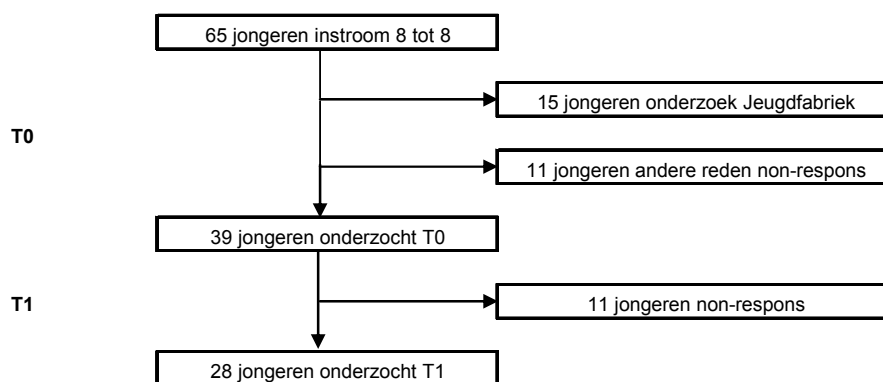 65 jongeren instroom 8 tot 8
15 jongeren onderzoek Jeugdfabriek
T0
11 jongeren andere reden non-respons
39 jongeren onderzocht T0
T1
11 jongeren non-respons
28 jongeren onderzocht T1